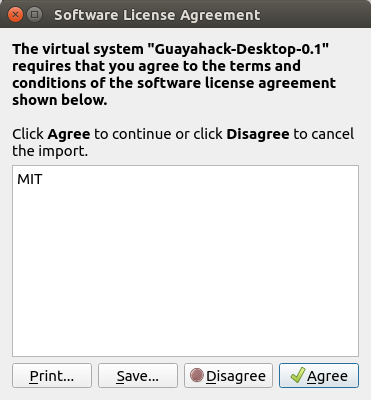 Software License Agreement
The virtual system "Guayahack-Desktop-0.1"
requires that you agree to the terms and
conditions of the software license agreement
shown below.
Click Agree to continue or click Disagree to cancel
the import.
MIT
Print... Save... Disagree Agree